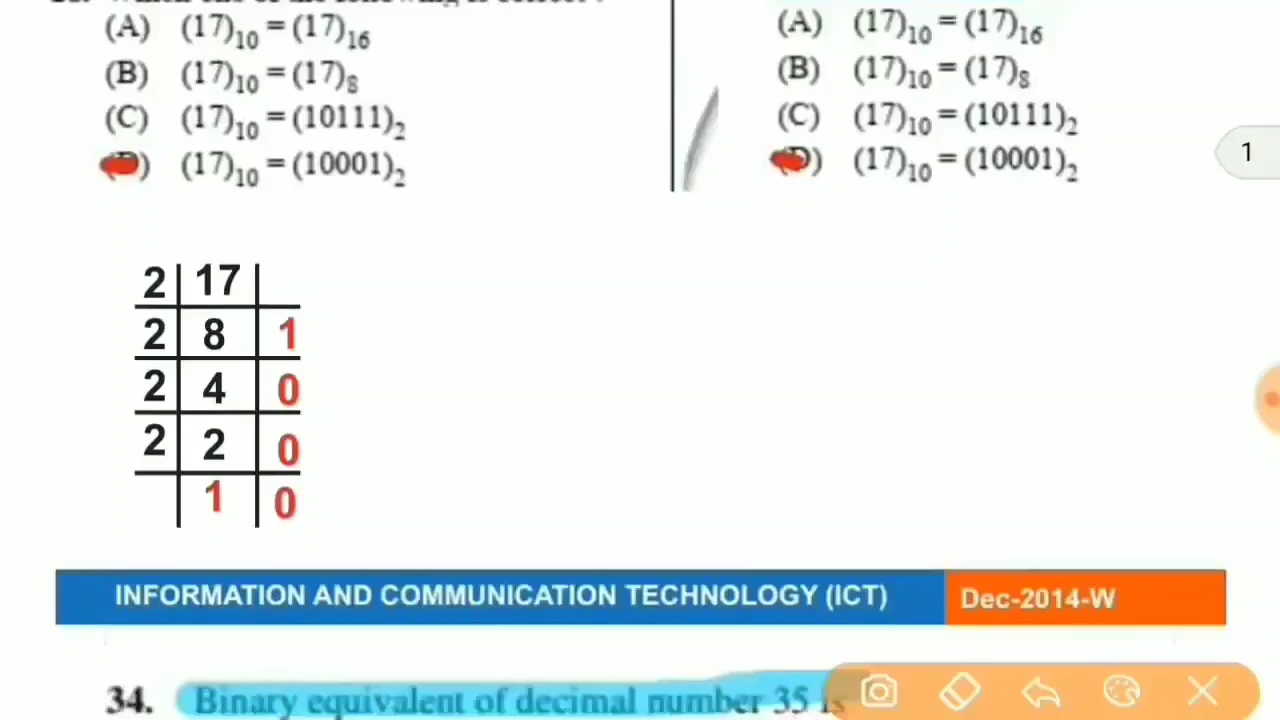 (A) (17)₁₀ = (17)₁₆
(B) (17)₁₀ = (17)₈
(C) (17)₁₀ = (10111)₂
) (17)₁₀ = (10001)₂
(A) (17)₁₀ = (17)₁₆
(B) (17)₁₀ = (17)₈
(C) (17)₁₀ = (10111)₂
D) (17)₁₀ = (10001)₂
1
2 17
2 8 1
2 4 0
2 2 0
1 0
INFORMATION AND COMMUNICATION TECHNOLOGY (ICT) Dec-2014-W
34. Binary equivalent of decimal number 35 is